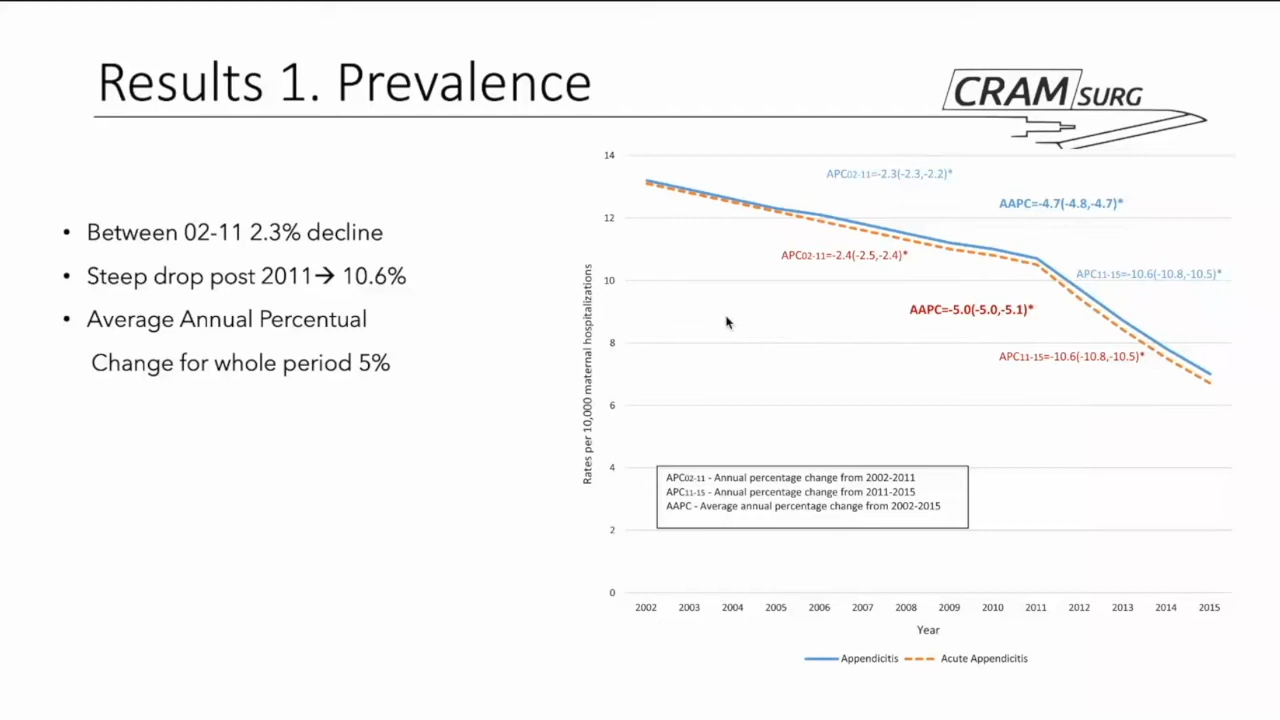 Results 1. Prevalence
CRAM SURG
• Between 02-11 2.3% decline
• Steep drop post 2011→ 10.6%
• Average Annual Percentual
Change for whole period 5%
14
12
10
8
6
4
2
0
Rates per 10,000 maternal hospitalizations
APC02-11=-2.3(-2.3,-2.2)*
AAPC=-4.7(-4.8,-4.7)*
APC02-11=-2.4(-2.5,-2.4)*
APC11-15=-10.6(-10.8,-10.5)*
AAPC=-5.0(-5.0,-5.1)*
APC11-15=-10.6(-10.8,-10.5)*
APC02-11 - Annual percentage change from 2002-2011
APC11-15 - Annual percentage change from 2011-2015
AAPC - Average annual percentage change from 2002-2015
2002 2003 2004 2005 2006 2007 2008 2009 2010 2011 2012 2013 2014 2015
Year
Appendicitis Acute Appendicitis